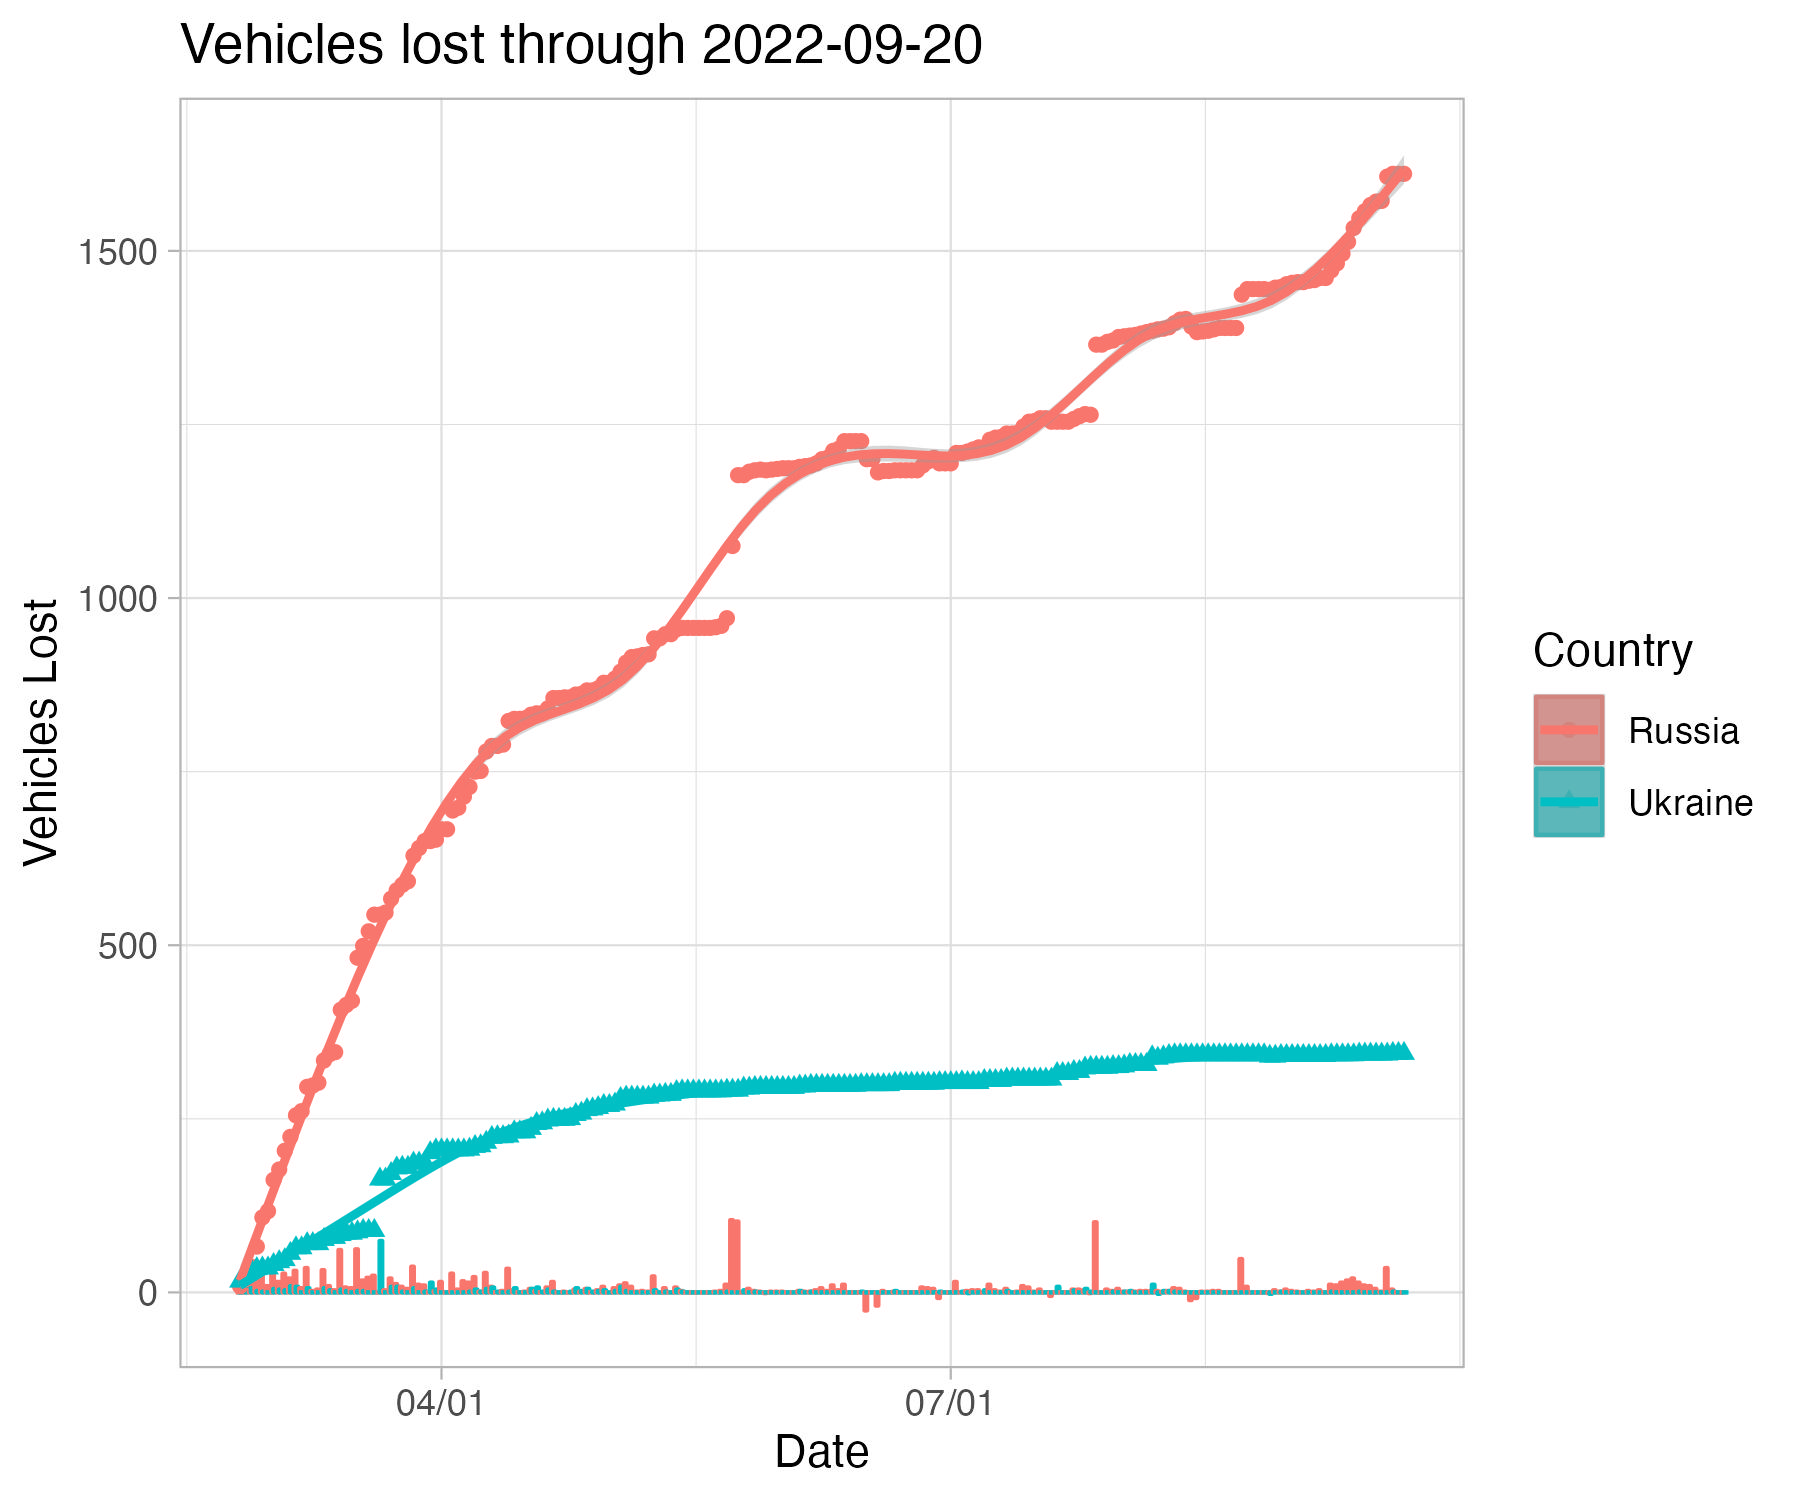 Vehicles lost through 2022-09-20
Vehicles Lost
1500
1000
500
0
04/01
07/01
Date
Country
Russia
Ukraine